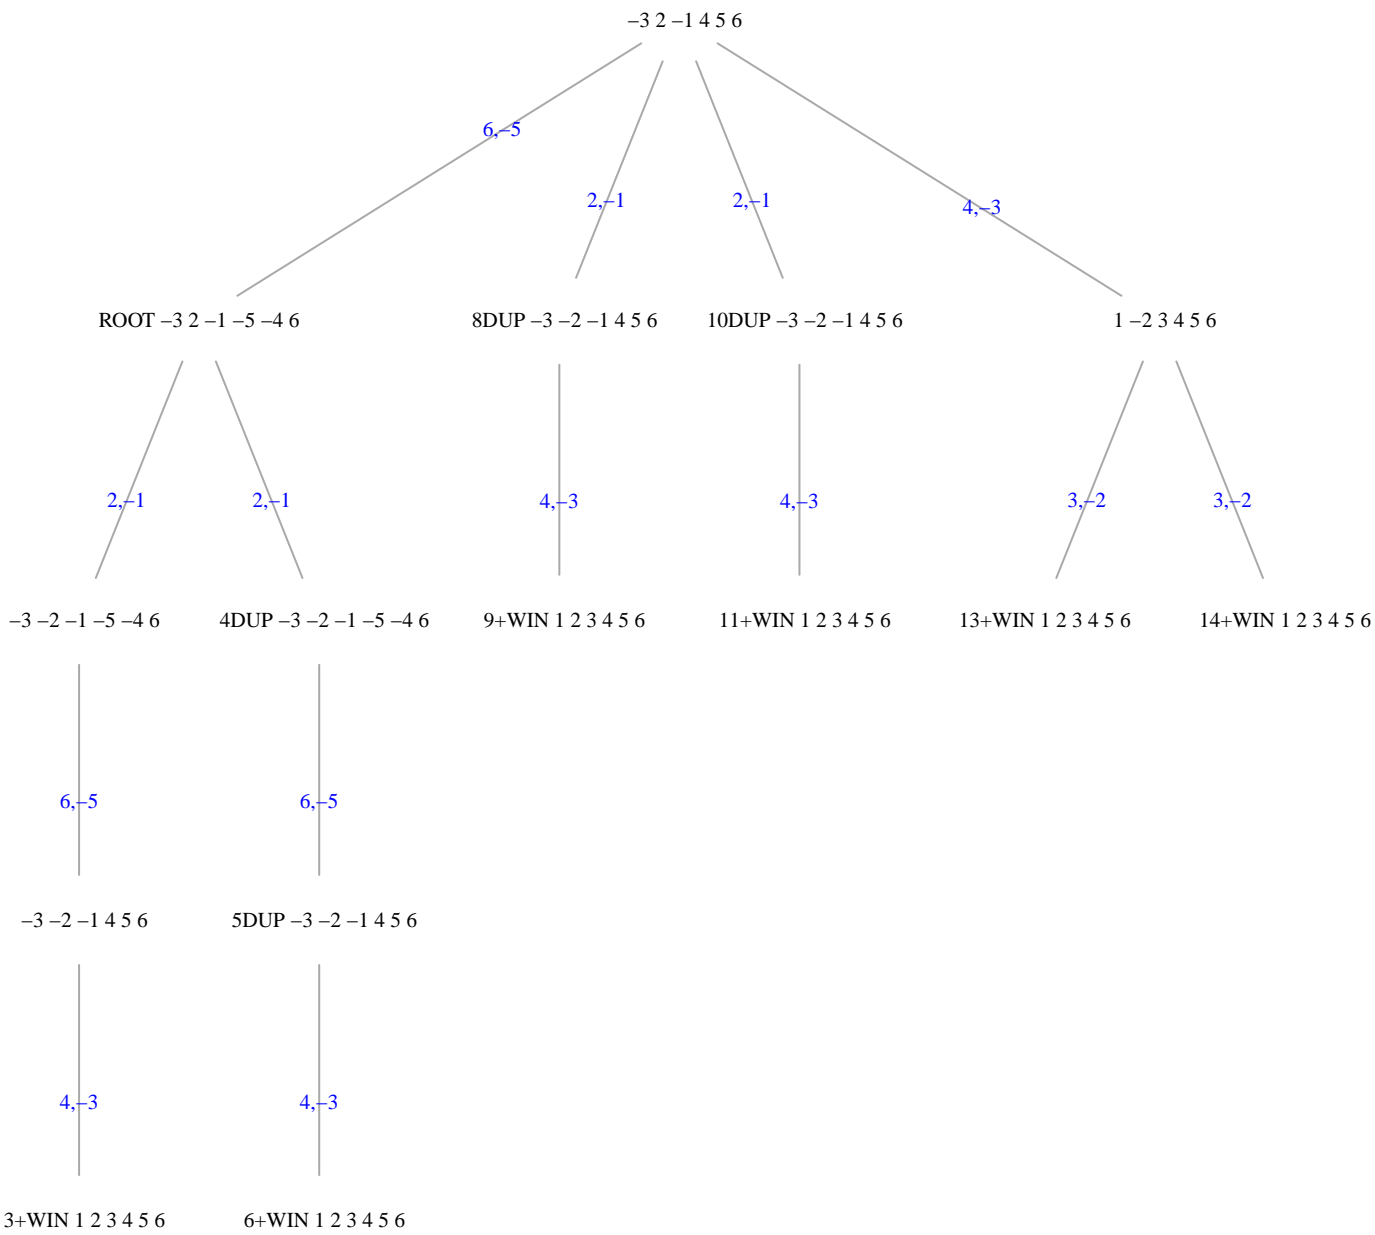 −3 2 −1 4 5 6
6,−5
2,−1
2,−1
4,−3
ROOT −3 2 −1 −5 −4 6
8DUP −3 −2 −1 4 5 6
10DUP −3 −2 −1 4 5 6
1 −2 3 4 5 6
2,−1
2,−1
4,−3
4,−3
3,−2
3,−2
−3 −2 −1 −5 −4 6
4DUP −3 −2 −1 −5 −4 6
9+WIN 1 2 3 4 5 6
11+WIN 1 2 3 4 5 6
13+WIN 1 2 3 4 5 6
14+WIN 1 2 3 4 5 6
6,−5
6,−5
−3 −2 −1 4 5 6
5DUP −3 −2 −1 4 5 6
4,−3
4,−3
3+WIN 1 2 3 4 5 6
6+WIN 1 2 3 4 5 6